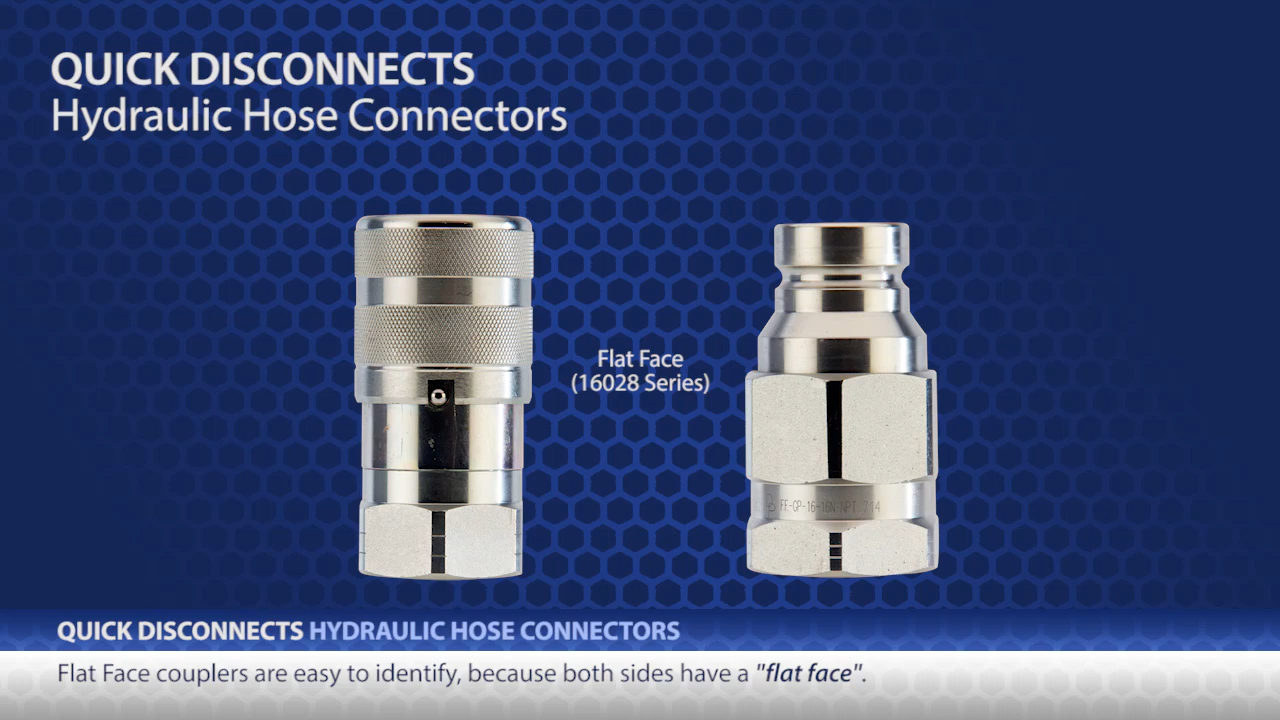 QUICK DISCONNECTS
Hydraulic Hose Connectors
Flat Face
(16028 Series)
FF-GP-16-16N NPT 714
QUICK DISCONNECTS HYDRAULIC HOSE CONNECTORS
Flat Face couplers are easy to identify, because both sides have a "flat face".